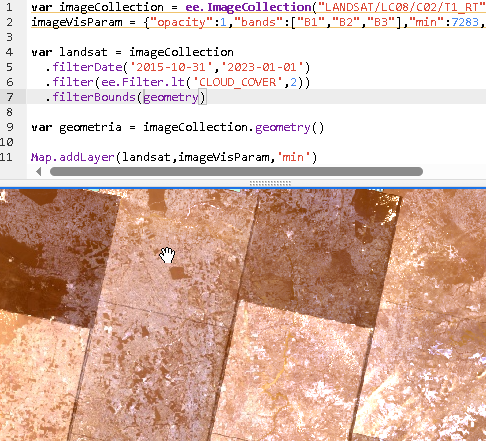 1 var imageCollection = ee.ImageCollection("LANDSAT/LC08/C02/T1_RT"
2 imageVisParam = {"opacity":1,"bands":["B1","B2","B3"],"min":7283,
3
4 var landsat = imageCollection
5 .filterDate('2015-10-31','2023-01-01')
6 .filter(ee.Filter.lt('CLOUD_COVER',2))
7 .filterBounds(geometry)
8
9 var geometria = imageCollection.geometry()
10
11 Map.addLayer(landsat,imageVisParam,'min')